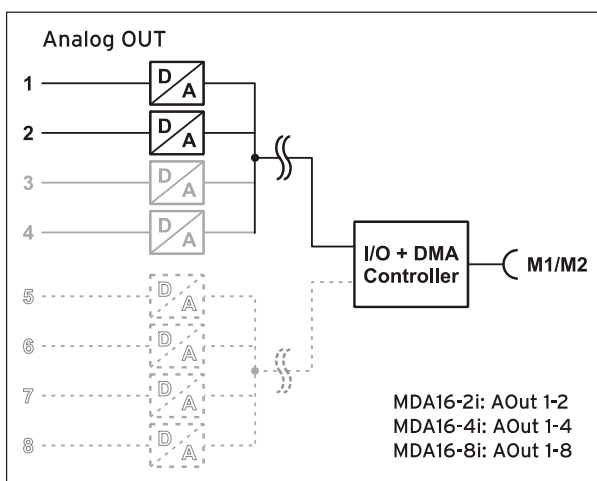 Analog OUT
1 D A
2 D A
3 D A
4 D A
I/O + DMA
Controller
M1/M2
5 D A
6 D A
7 D A
8 D A
MDA16-2i: AOut 1-2
MDA16-4i: AOut 1-4
MDA16-8i: AOut 1-8